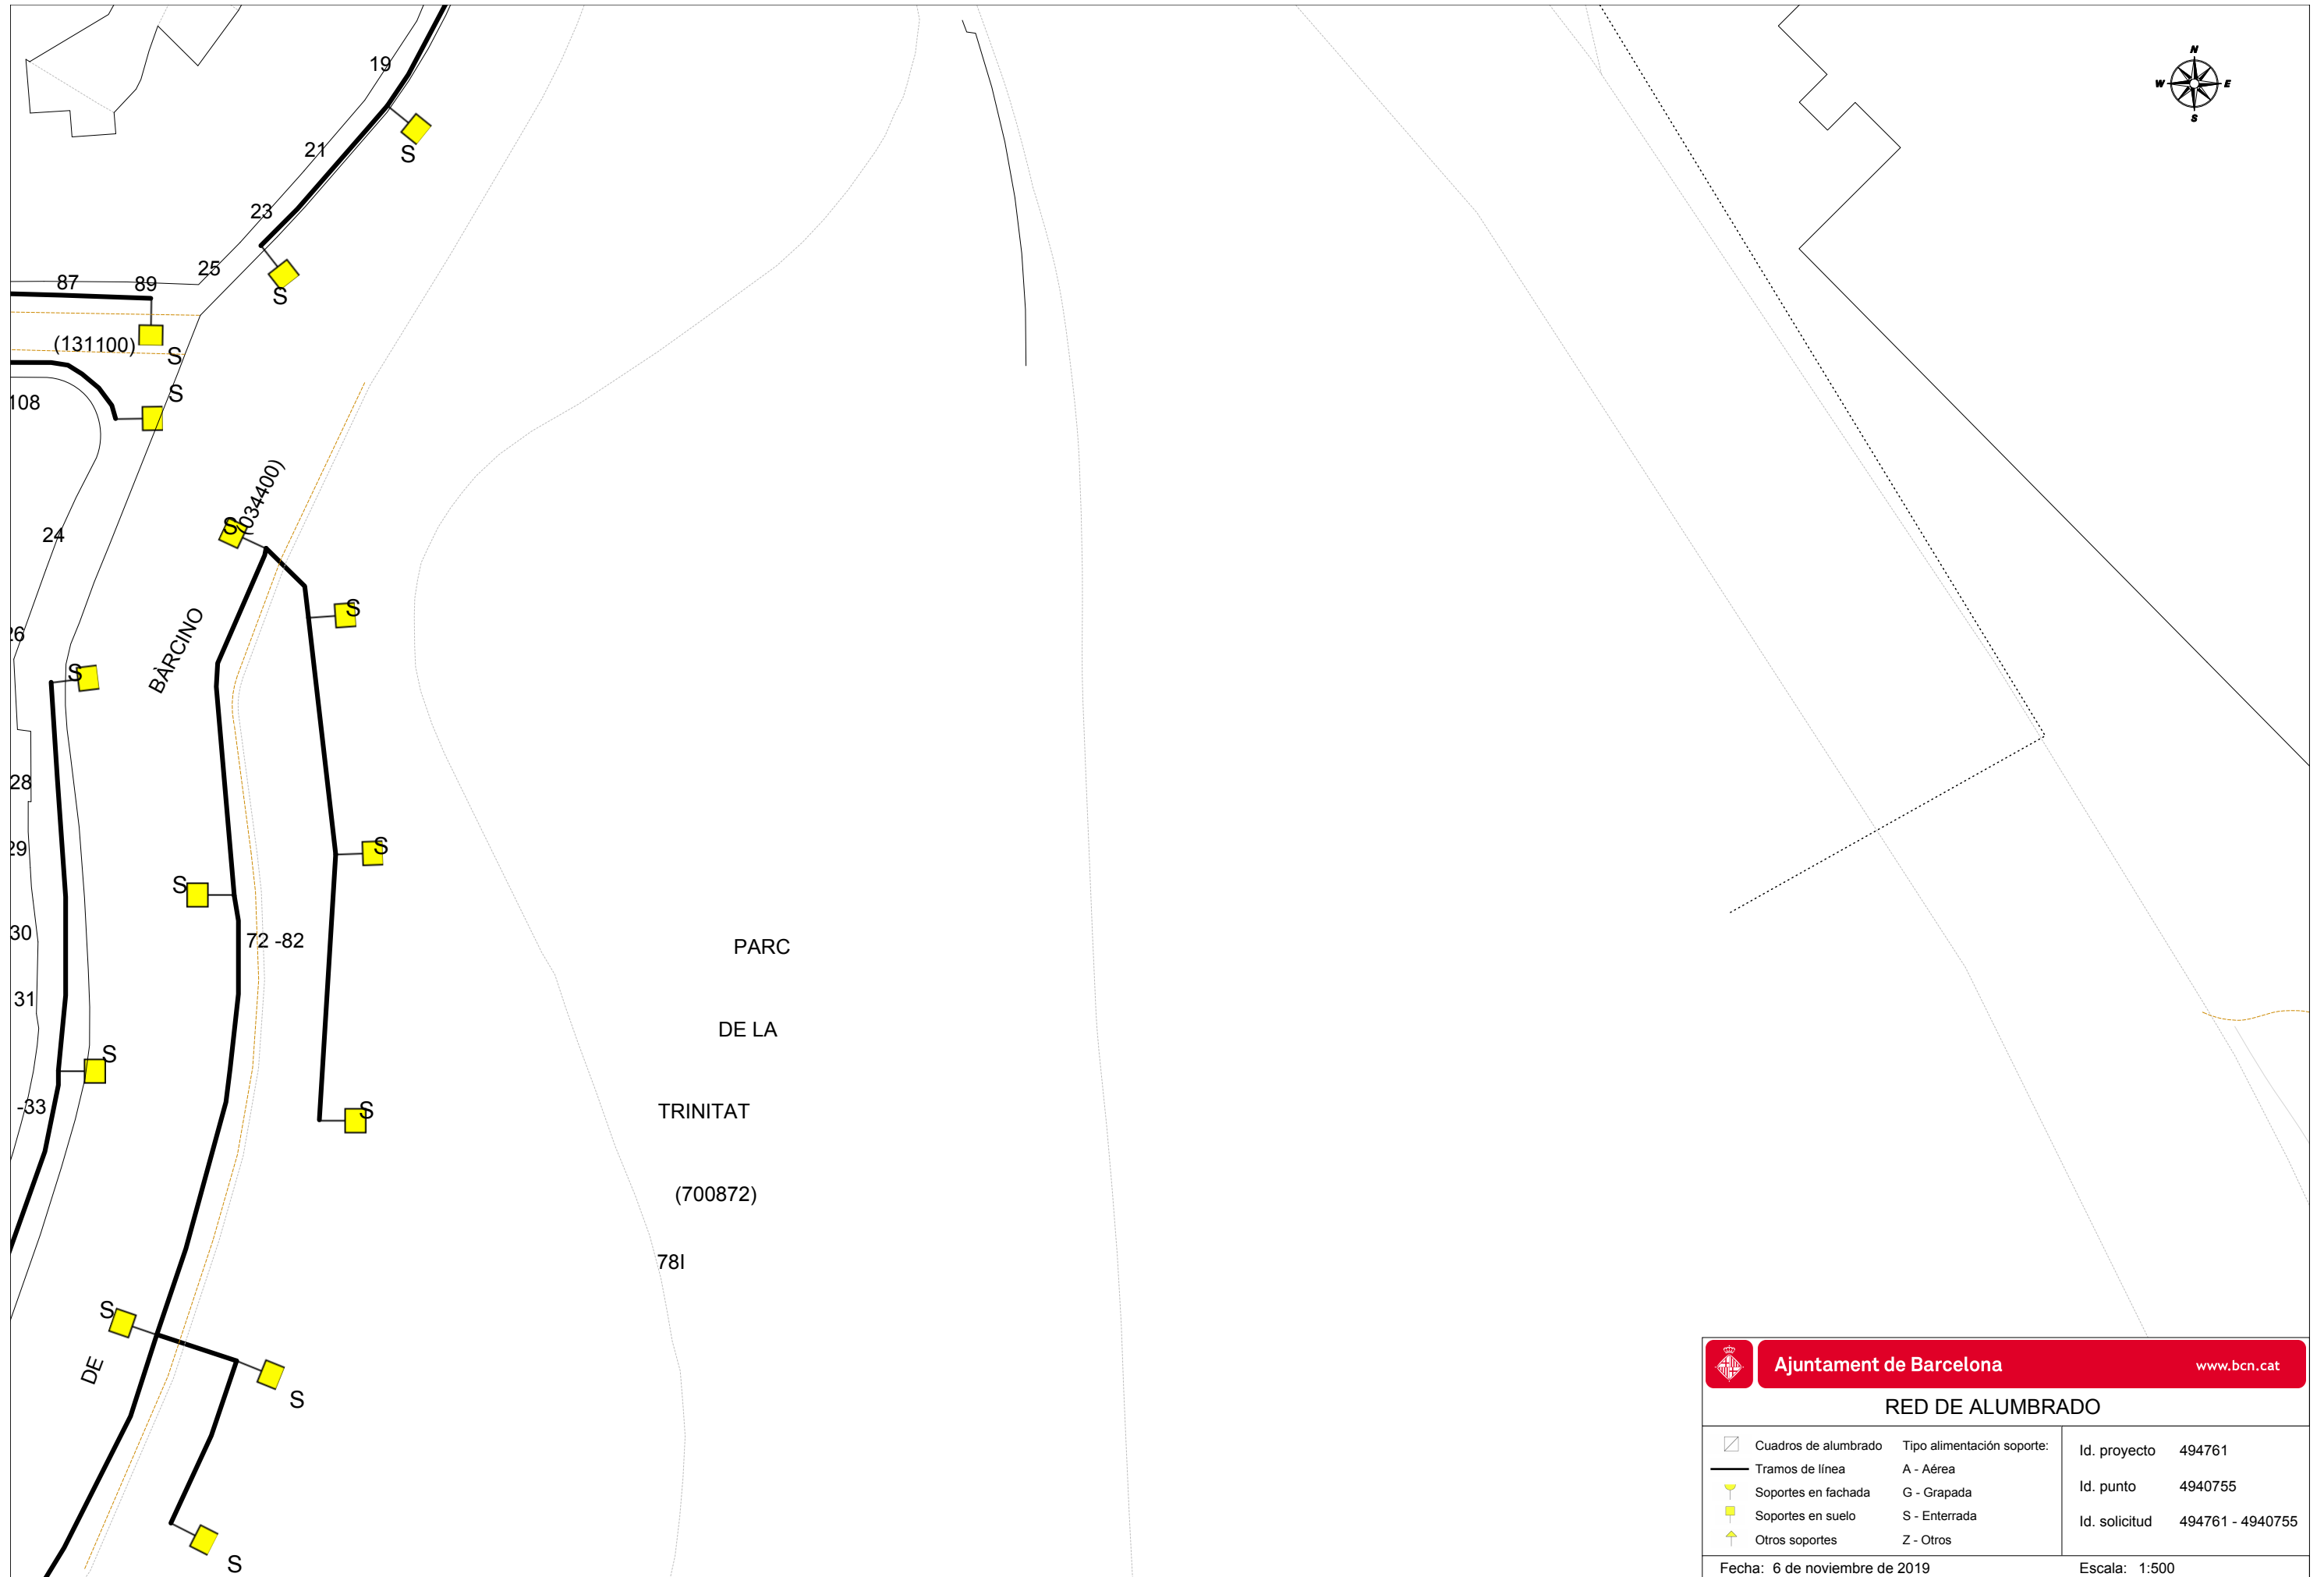 19
N
W E
S
21
S
23
25
S
87
89
(131100)
S
S
108
(034400)
S
24
S
BÀRCINO
26
S
28
S
29
S
30
72 -82
PARC
31
DE LA
S
-33
S
TRINITAT
(700872)
78I
S
DE
S
S
Ajuntament de Barcelona
www.bcn.cat
RED DE ALUMBRADO
Cuadros de alumbrado
Tramos de línea
Soportes en fachada
Soportes en suelo
Otros soportes
Tipo alimentación soporte:
A - Aérea
G - Grapada
S - Enterrada
Z - Otros
Id. proyecto 494761
Id. punto 4940755
Id. solicitud 494761 - 4940755
Fecha: 6 de noviembre de 2019
Escala: 1:500